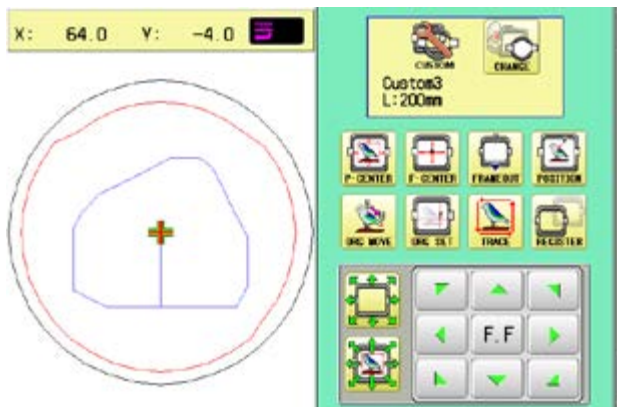 X: 64.0 Y: -4.0
CUSTOM
CHANGE
Custom3
L:200mm
P-CENTER F-CENTER FRAMEOUT POSITION
ORG MOVE ORG SET TRACE REGISTER
F.F